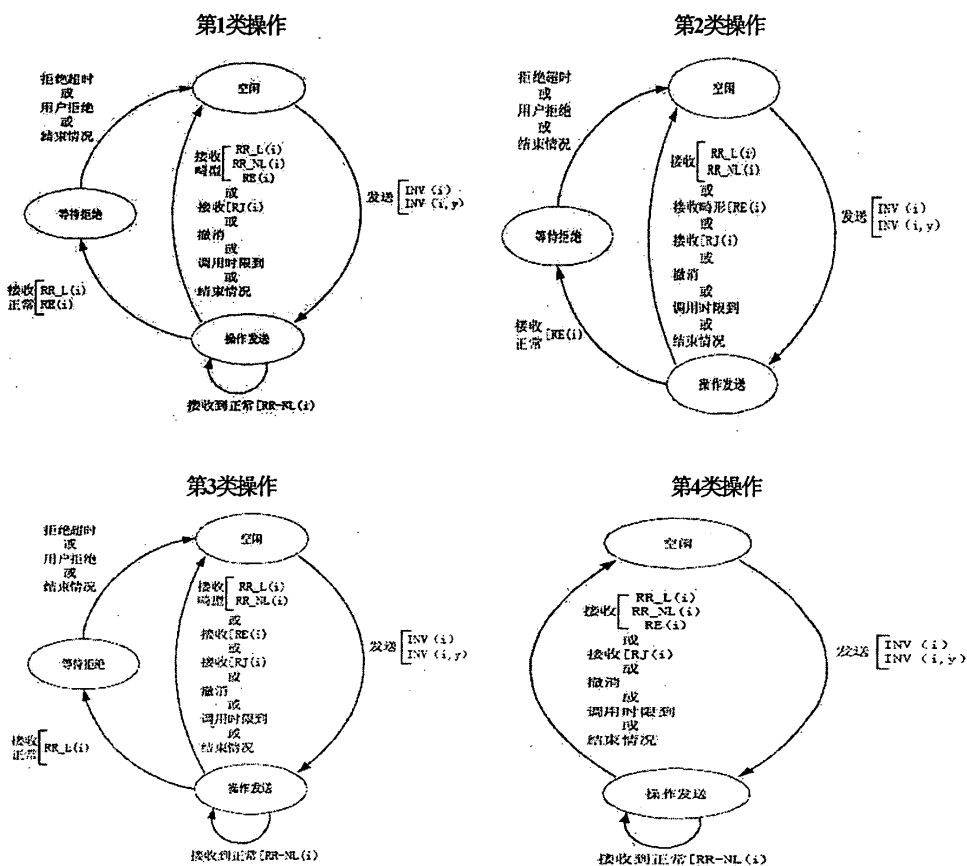 第1类操作
拒绝超时
或
用户拒绝
或
结束情况
空闲
接收
畸型
RR_L(i)
RR_NL(i)
RE(i)
或
接收[RJ(i)
或
撤消
或
调用时限到
或
结束情况
发送
INV (i)
INV (i,y)
等待拒绝
接收
正常
RR_L(i)
RE(i)
操作发送
接收到正常[RR-NL(i)
第2类操作
拒绝超时
或
用户拒绝
或
结束情况
空闲
接收
RR_L(i)
RR_NL(i)
或
接收畸形[RE(i)
或
接收[RJ(i)
或
撤消
或
调用时限到
或
结束情况
发送
INV (i)
INV (i,y)
等待拒绝
接收
正常
[RE(i)
操作发送
第3类操作
拒绝超时
或
用户拒绝
或
结束情况
空闲
接收
畸型
RR_L(i)
RR_NL(i)
或
接收[RE(i)
或
接收[RJ(i)
或
撤消
或
调用时限到
或
结束情况
发送
INV (i)
INV (i,y)
等待拒绝
接收
正常
[RR_L(i)
操作发送
接收到正常[RR-NL(i)
第4类操作
空闲
接收
RR_L(i)
RR_NL(i)
RE(i)
或
接收[RJ(i)
或
撤消
或
调用时限到
或
结束情况
发送
INV (i)
INV (i,y)
操作发送
接收到正常[RR-NL(i)